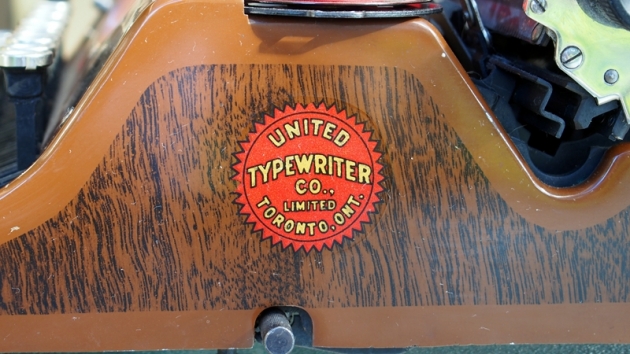 UNITED
TYPEWRITER
CO.,
LIMITED
TORONTO, ONT.